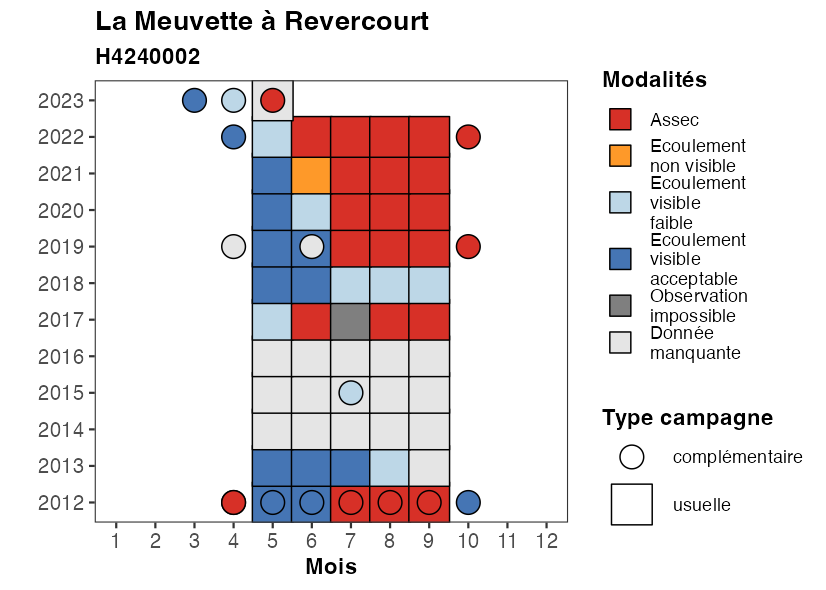 La Meuvette à Revercourt
H4240002
2023
2022
2021
2020
2019
2018
2017
2016
2015
2014
2013
2012
1 2 3 4 5 6 7 8 9 10 11 12
Mois
Modalités
Assec
Ecoulement
non visible
Ecoulement
visible
faible
Ecoulement
visible
acceptable
Observation
impossible
Donnée
manquante
Type campagne
complémentaire
usuelle